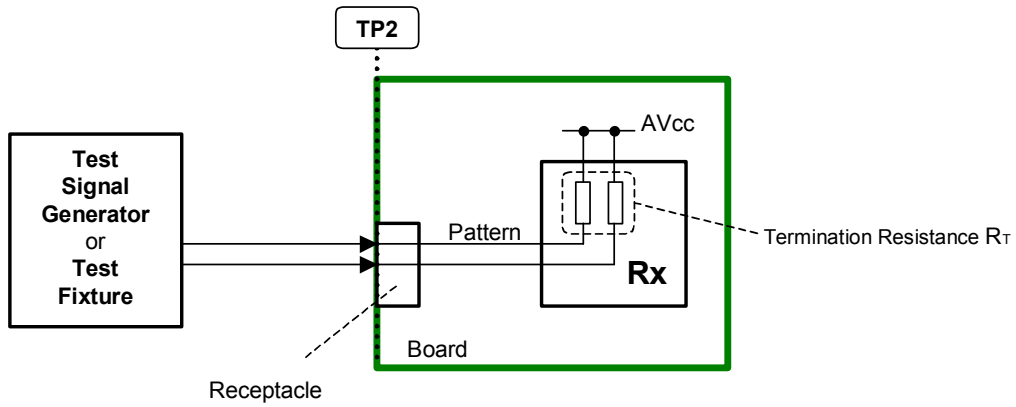 TP2
AVcc
Test
Signal
Generator
or
Test
Fixture
Pattern
Termination Resistance RT
Rx
Board
Receptacle